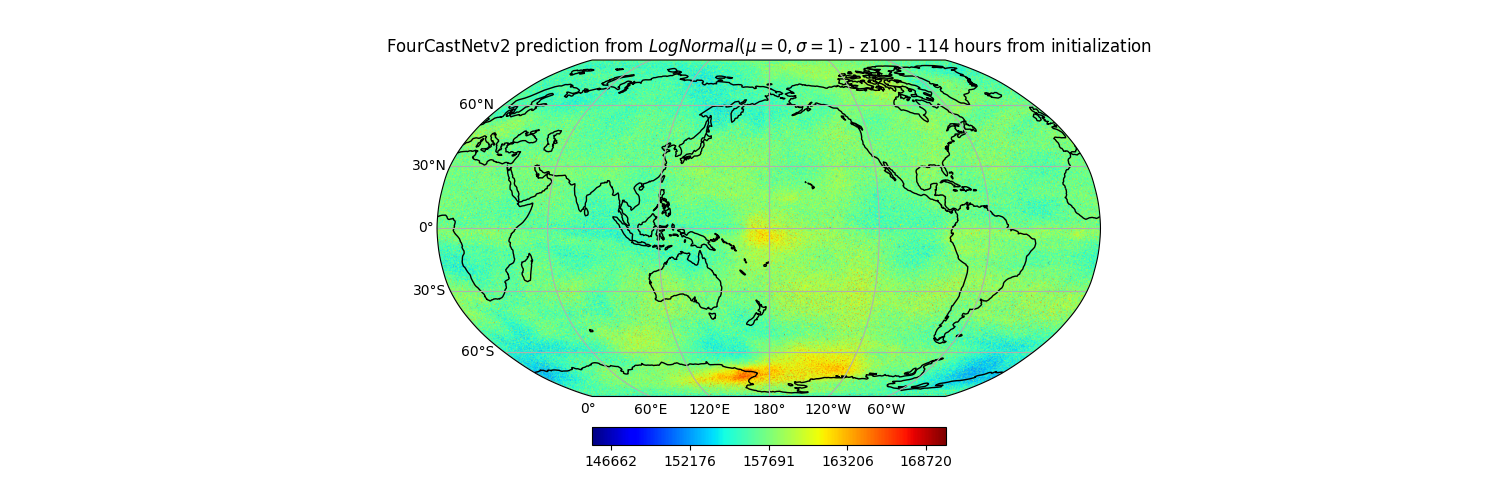 FourCastNetv2 prediction from LogNormal(μ = 0, σ = 1) - z100 - 114 hours from initialization
60°N
30°N
0°
30°S
60°S
0° 60°E 120°E 180° 120°W 60°W
146662 152176 157691 163206 168720